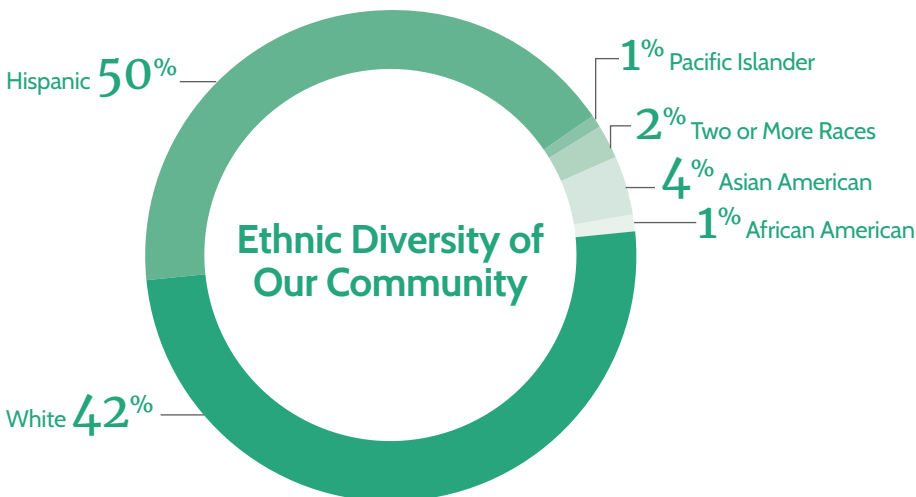 Hispanic 50%
1% Pacific Islander
2% Two or More Races
4% Asian American
1% African American
Ethnic Diversity of
Our Community
White 42%